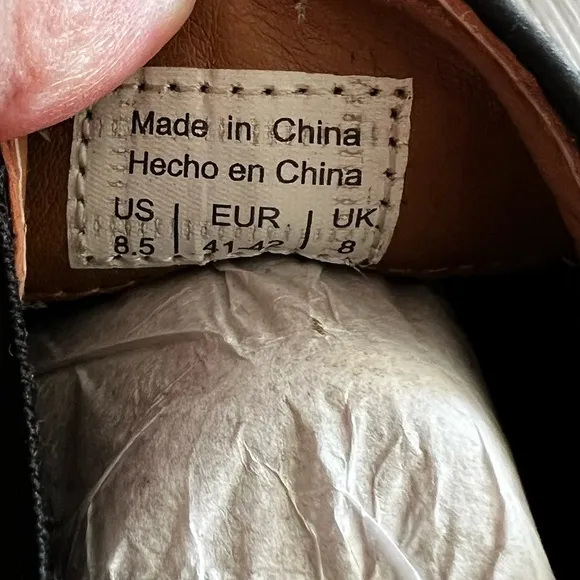 Made in China
Hecho en China
US | EUR | UK
8.5 | 41-42 | 8